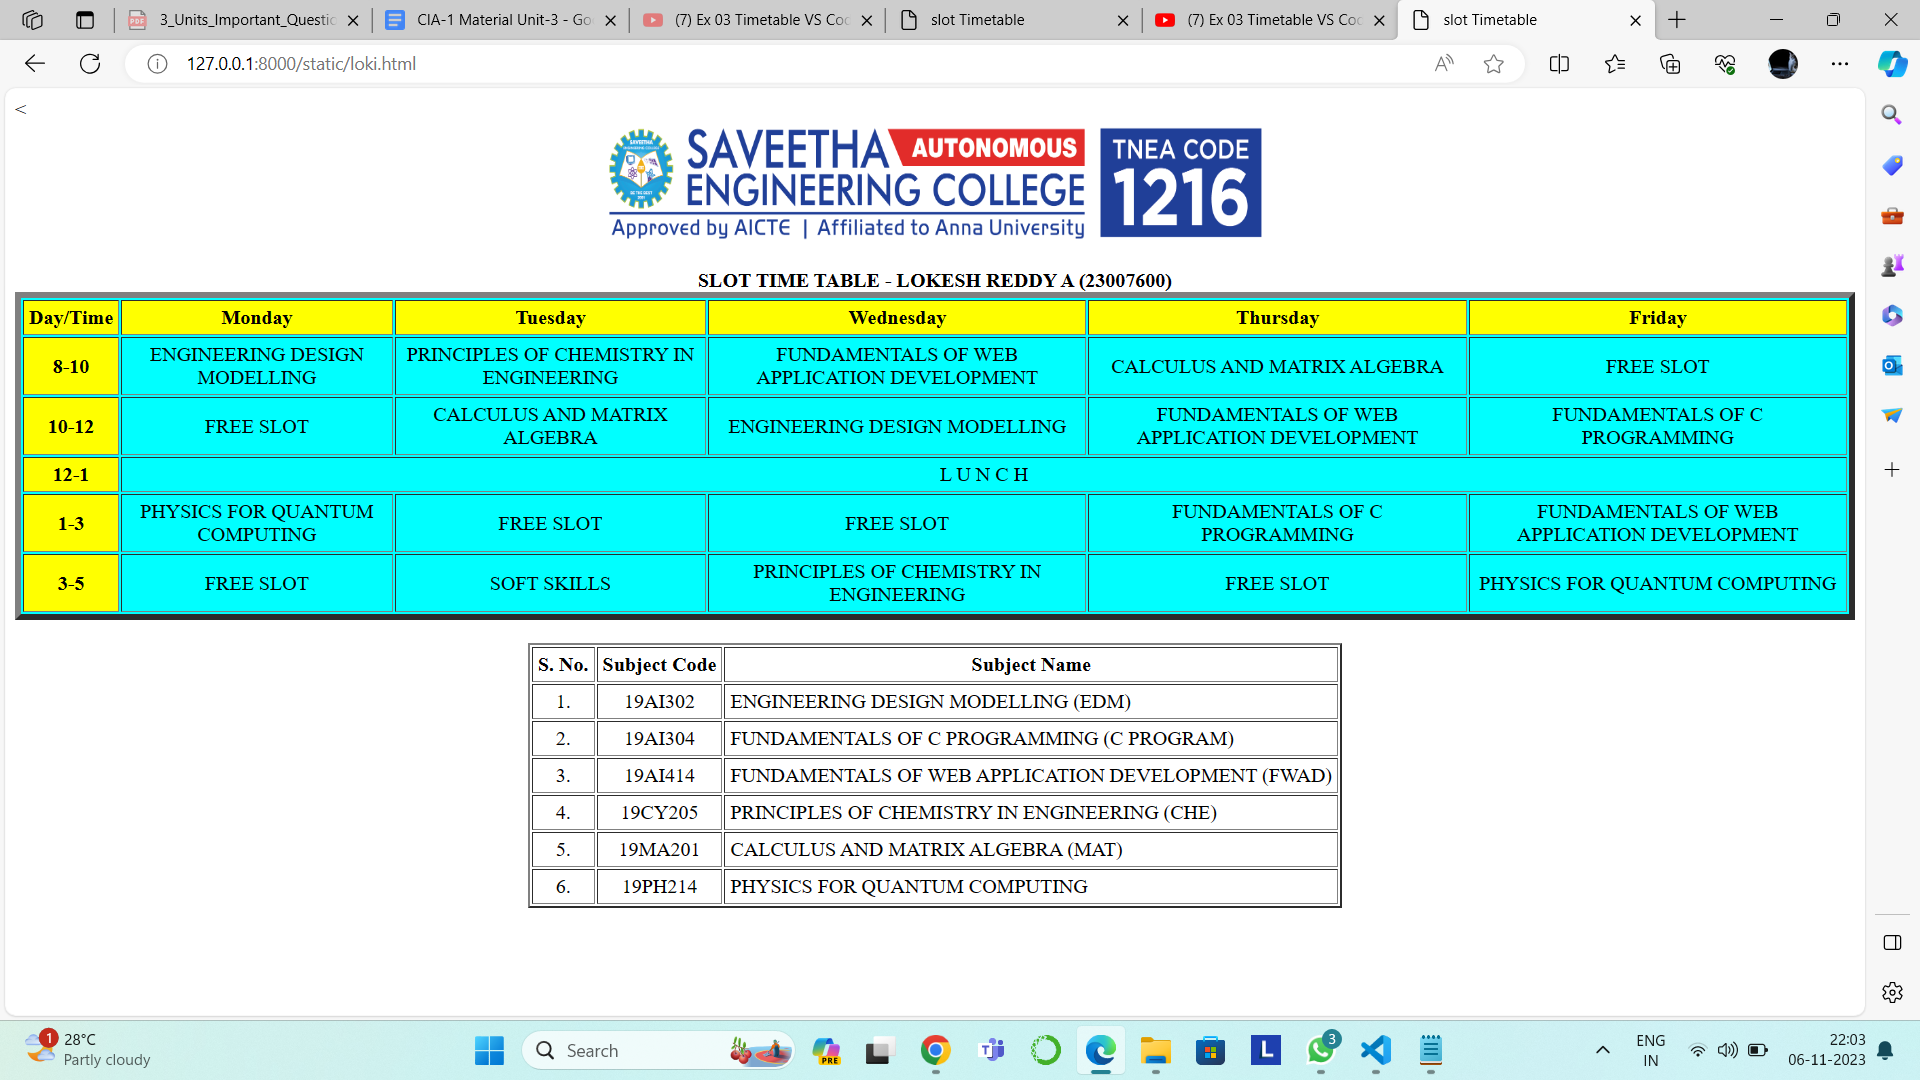 3_Units_Important_Questic
CIA-1 Material Unit-3 - Go
(7) Ex 03 Timetable VS Coc
slot Timetable
(7) Ex 03 Timetable VS Coc
slot Timetable
127.0.0.1:8000/static/loki.html
<
SAVEETHA AUTONOMOUS
ENGINEERING COLLEGE
Approved by AICTE | Affiliated to Anna University
TNEA CODE
1216
SLOT TIME TABLE - LOKESH REDDY A (23007600)
Day/Time Monday Tuesday Wednesday Thursday Friday
8-10 ENGINEERING DESIGN MODELLING PRINCIPLES OF CHEMISTRY IN ENGINEERING FUNDAMENTALS OF WEB APPLICATION DEVELOPMENT CALCULUS AND MATRIX ALGEBRA FREE SLOT
10-12 FREE SLOT CALCULUS AND MATRIX ALGEBRA ENGINEERING DESIGN MODELLING FUNDAMENTALS OF WEB APPLICATION DEVELOPMENT FUNDAMENTALS OF C PROGRAMMING
12-1 L U N C H
1-3 PHYSICS FOR QUANTUM COMPUTING FREE SLOT FREE SLOT FUNDAMENTALS OF C PROGRAMMING FUNDAMENTALS OF WEB APPLICATION DEVELOPMENT
3-5 FREE SLOT SOFT SKILLS PRINCIPLES OF CHEMISTRY IN ENGINEERING FREE SLOT PHYSICS FOR QUANTUM COMPUTING
S. No. Subject Code Subject Name
1. 19AI302 ENGINEERING DESIGN MODELLING (EDM)
2. 19AI304 FUNDAMENTALS OF C PROGRAMMING (C PROGRAM)
3. 19AI414 FUNDAMENTALS OF WEB APPLICATION DEVELOPMENT (FWAD)
4. 19CY205 PRINCIPLES OF CHEMISTRY IN ENGINEERING (CHE)
5. 19MA201 CALCULUS AND MATRIX ALGEBRA (MAT)
6. 19PH214 PHYSICS FOR QUANTUM COMPUTING
1
28°C
Partly cloudy
Search
PRE
L
3
ENG
IN
22:03
06-11-2023